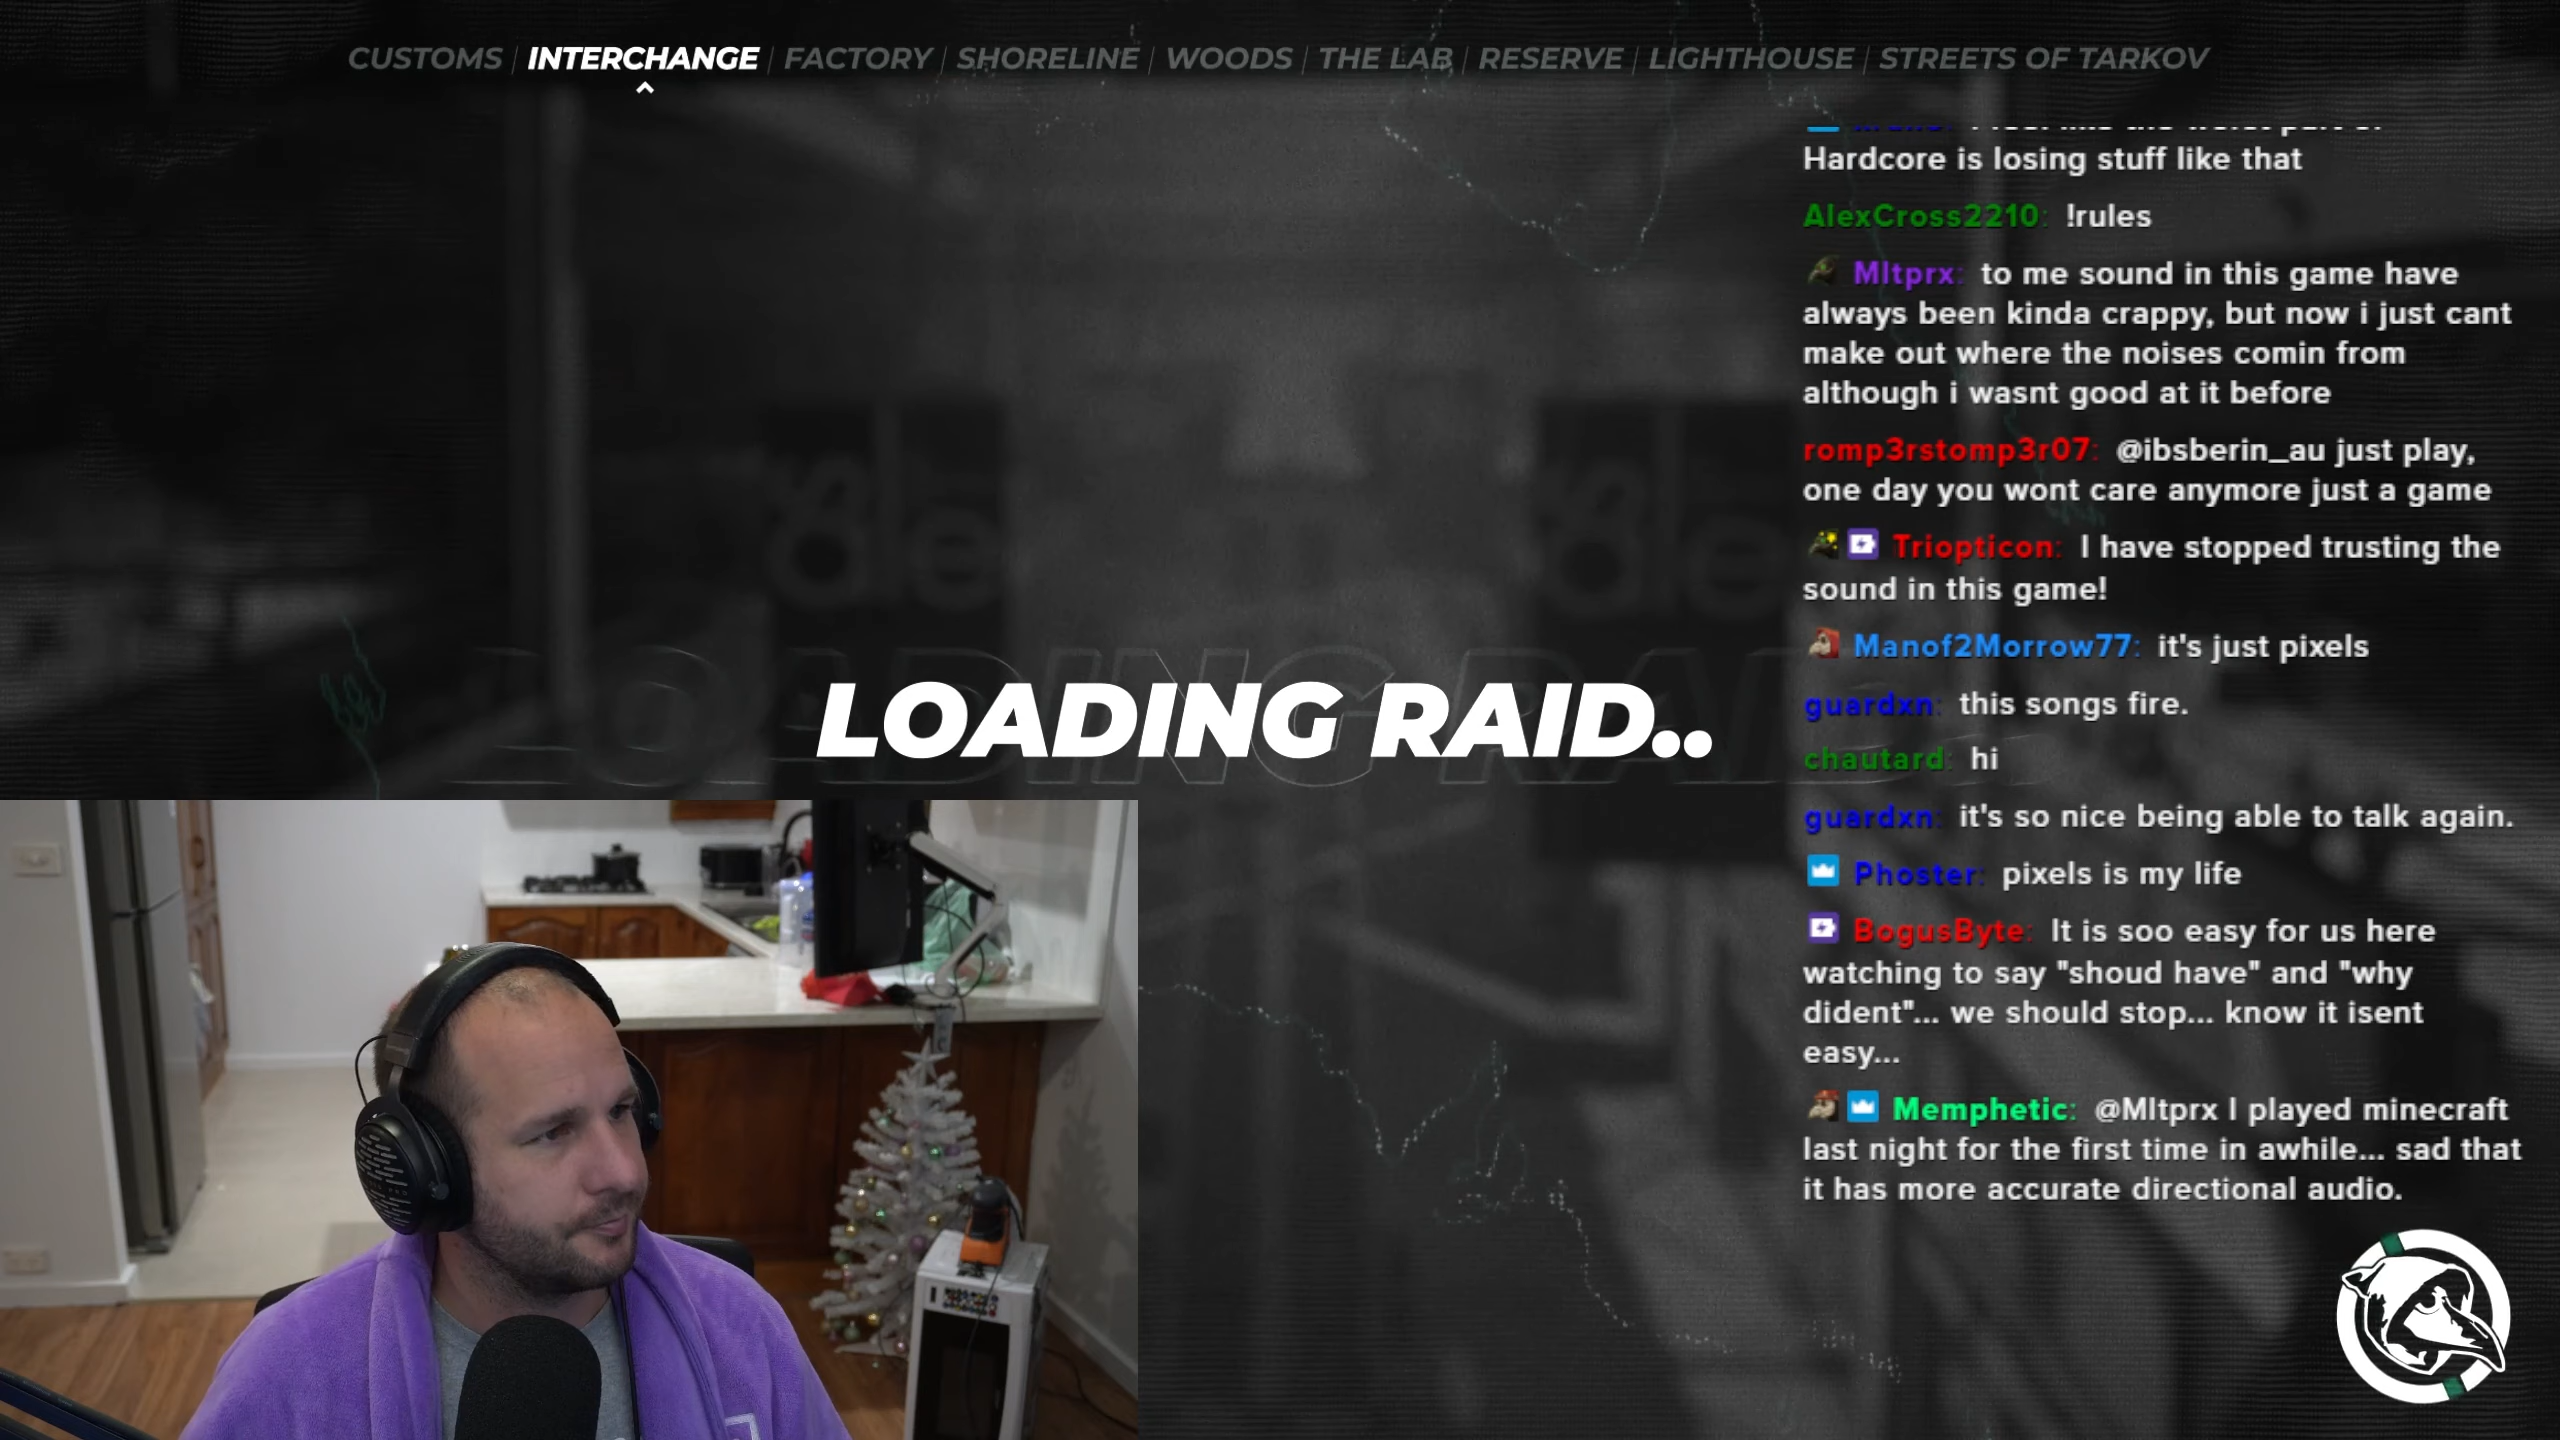 CUSTOMS | INTERCHANGE | FACTORY | SHORELINE | WOODS | THE LAB | RESERVE | LIGHTHOUSE | STREETS OF TARKOV
Hardcore is losing stuff like that
AlexCross2210: !rules
Mltprx: to me sound in this game have
always been kinda crappy, but now i just cant
make out where the noises comin from
although i wasnt good at it before
romp3rstomp3r07: @ibsberin_au just play,
one day you wont care anymore just a game
Triopticon: I have stopped trusting the
sound in this game!
Manof2Morrow77: it's just pixels
guardxn: this songs fire.
chautard: hi
guardxn: it's so nice being able to talk again.
Phoster: pixels is my life
BogusByte: It is soo easy for us here
watching to say "shoud have" and "why
dident"... we should stop... know it isent
easy...
Memphetic: @Mltprx I played minecraft
last night for the first time in awhile... sad that
it has more accurate directional audio.
LOADING RAID..